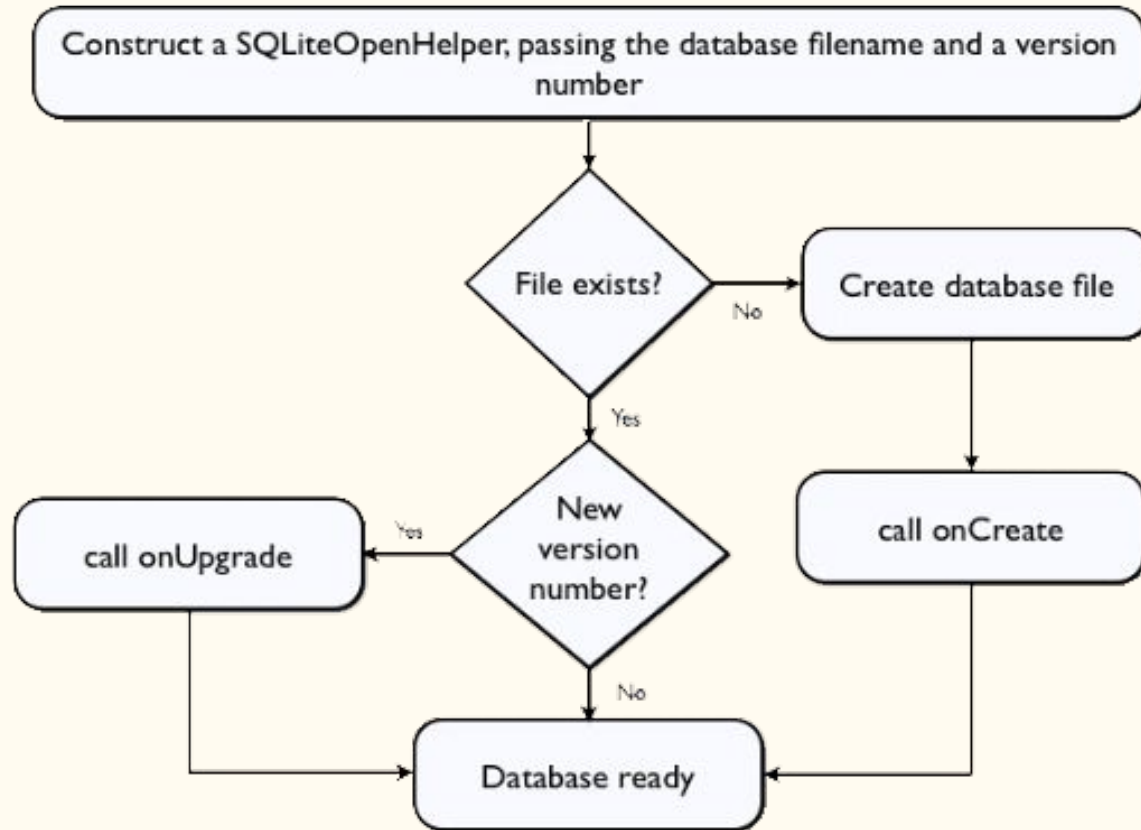 Construct a SQLiteOpenHelper, passing the database filename and a version
number
File exists?
No
Create database file
Yes
New
version
number?
Yes
call onUpgrade
call onCreate
No
Database ready